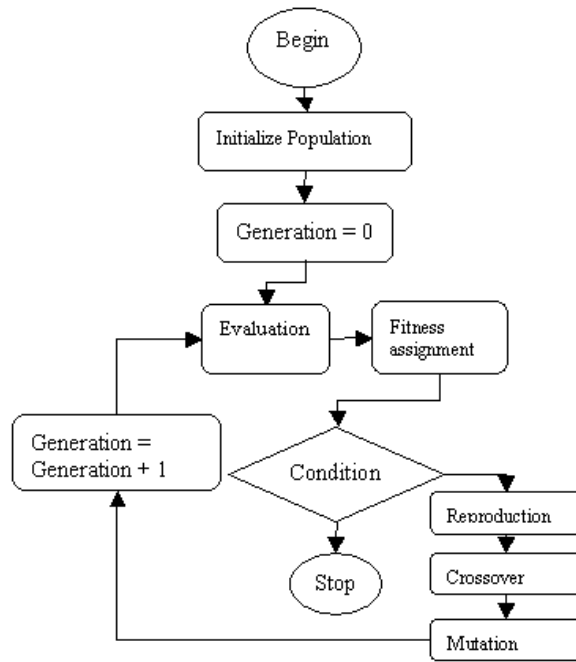 Begin
Initialize Population
Generation = 0
Evaluation
Fitness
assignment
Generation =
Generation + 1
Condition
Reproduction
Stop
Crossover
Mutation